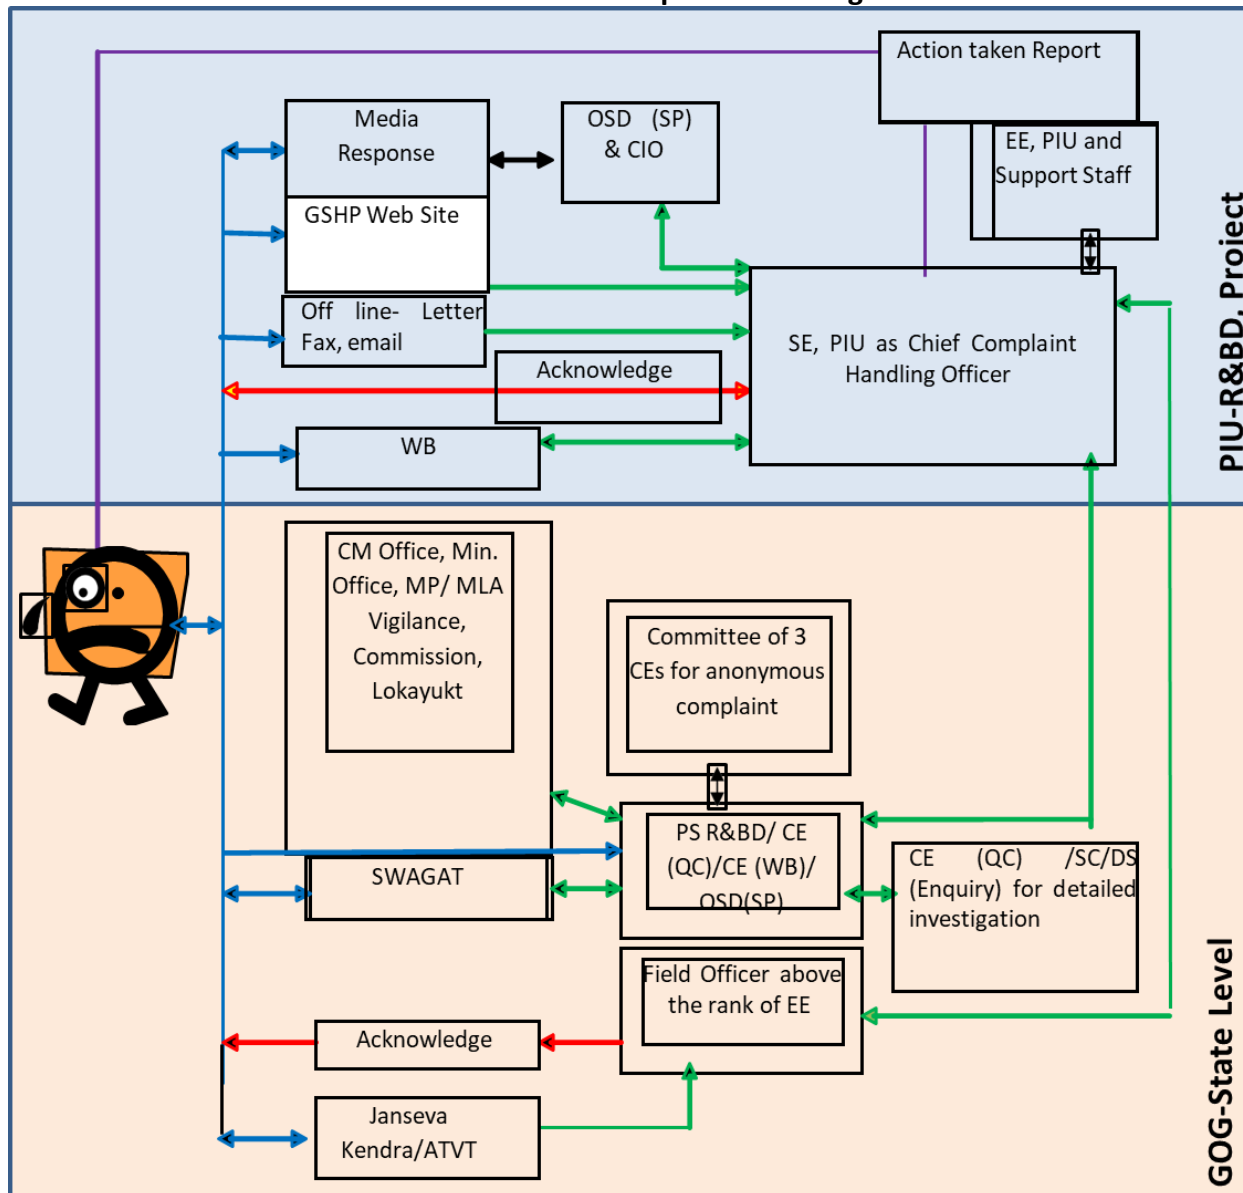 Action taken Report
Media
Response
OSD (SP)
& CIO
EE, PIU and
Support Staff
GSHP Web Site
Off line- Letter
Fax, email
SE, PIU as Chief Complaint
Handling Officer
Acknowledge
WB
PIU-R&BD, Project
CM Office, Min.
Office, MP/ MLA
Vigilance,
Commission,
Lokayukt
Committee of 3
CEs for anonymous
complaint
PS R&BD/ CE
(QC)/CE (WB)/
OSD(SP)
CE (QC) /SC/DS
(Enquiry) for detailed
investigation
SWAGAT
Field Officer above
the rank of EE
Acknowledge
Janseva
Kendra/ATVT
GOG-State Level